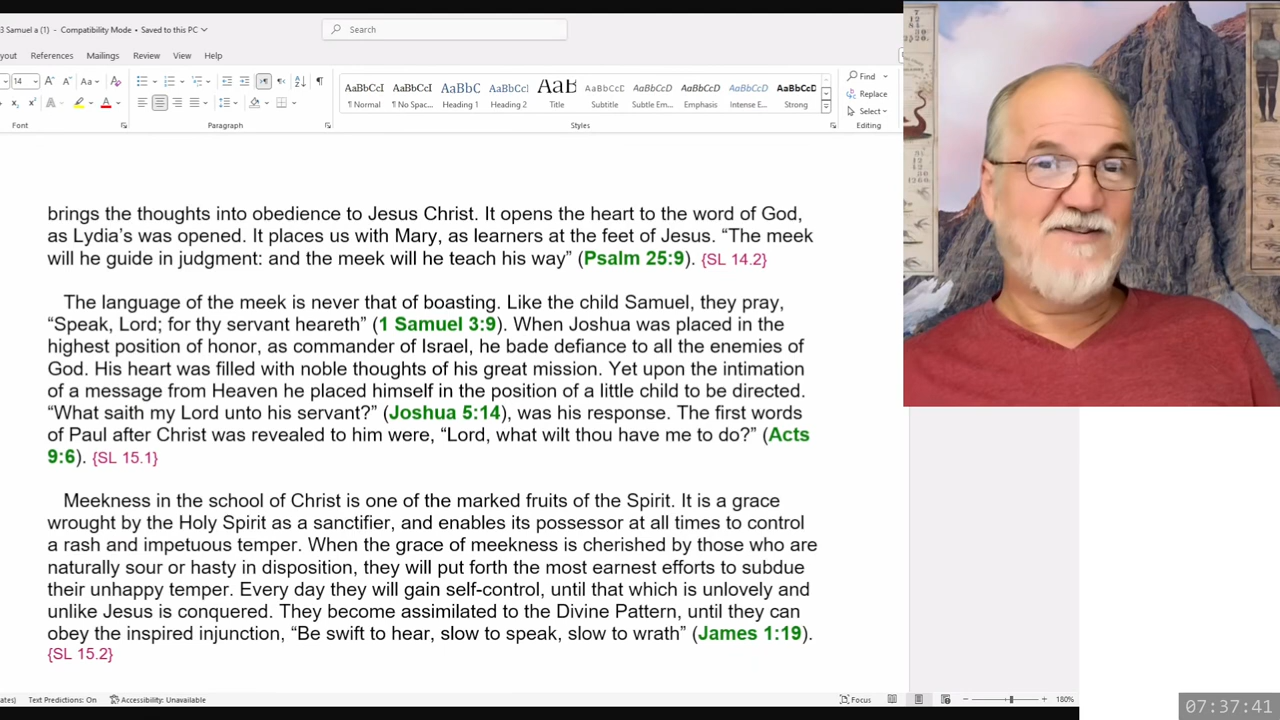 3 Samuel a (1) - Compatibility Mode • Saved to this PC
Search
yout References Mailings Review View Help
14 Aa
Find
AaBbCcI AaBbCcI AaBbC AaBbCcI AaB AaBbCcD AaBbCcD AaBbCcD AaBbCcD AaBbCcD
Replace
¶ Normal ¶ No Spac... Heading 1 Heading 2 Title Subtitle Subtle Em... Emphasis Intense E... Strong
Select
Font Paragraph Styles Editing
brings the thoughts into obedience to Jesus Christ. It opens the heart to the word of God,
as Lydia’s was opened. It places us with Mary, as learners at the feet of Jesus. “The meek
will he guide in judgment: and the meek will he teach his way” (Psalm 25:9). {SL 14.2}
The language of the meek is never that of boasting. Like the child Samuel, they pray,
“Speak, Lord; for thy servant heareth” (1 Samuel 3:9). When Joshua was placed in the
highest position of honor, as commander of Israel, he bade defiance to all the enemies of
God. His heart was filled with noble thoughts of his great mission. Yet upon the intimation
of a message from Heaven he placed himself in the position of a little child to be directed.
“What saith my Lord unto his servant?” (Joshua 5:14), was his response. The first words
of Paul after Christ was revealed to him were, “Lord, what wilt thou have me to do?” (Acts
9:6). {SL 15.1}
Meekness in the school of Christ is one of the marked fruits of the Spirit. It is a grace
wrought by the Holy Spirit as a sanctifier, and enables its possessor at all times to control
a rash and impetuous temper. When the grace of meekness is cherished by those who are
naturally sour or hasty in disposition, they will put forth the most earnest efforts to subdue
their unhappy temper. Every day they will gain self-control, until that which is unlovely and
unlike Jesus is conquered. They become assimilated to the Divine Pattern, until they can
obey the inspired injunction, “Be swift to hear, slow to speak, slow to wrath” (James 1:19).
{SL 15.2}
ates) Text Predictions: On Accessibility: Unavailable Focus 180%
07:37:41